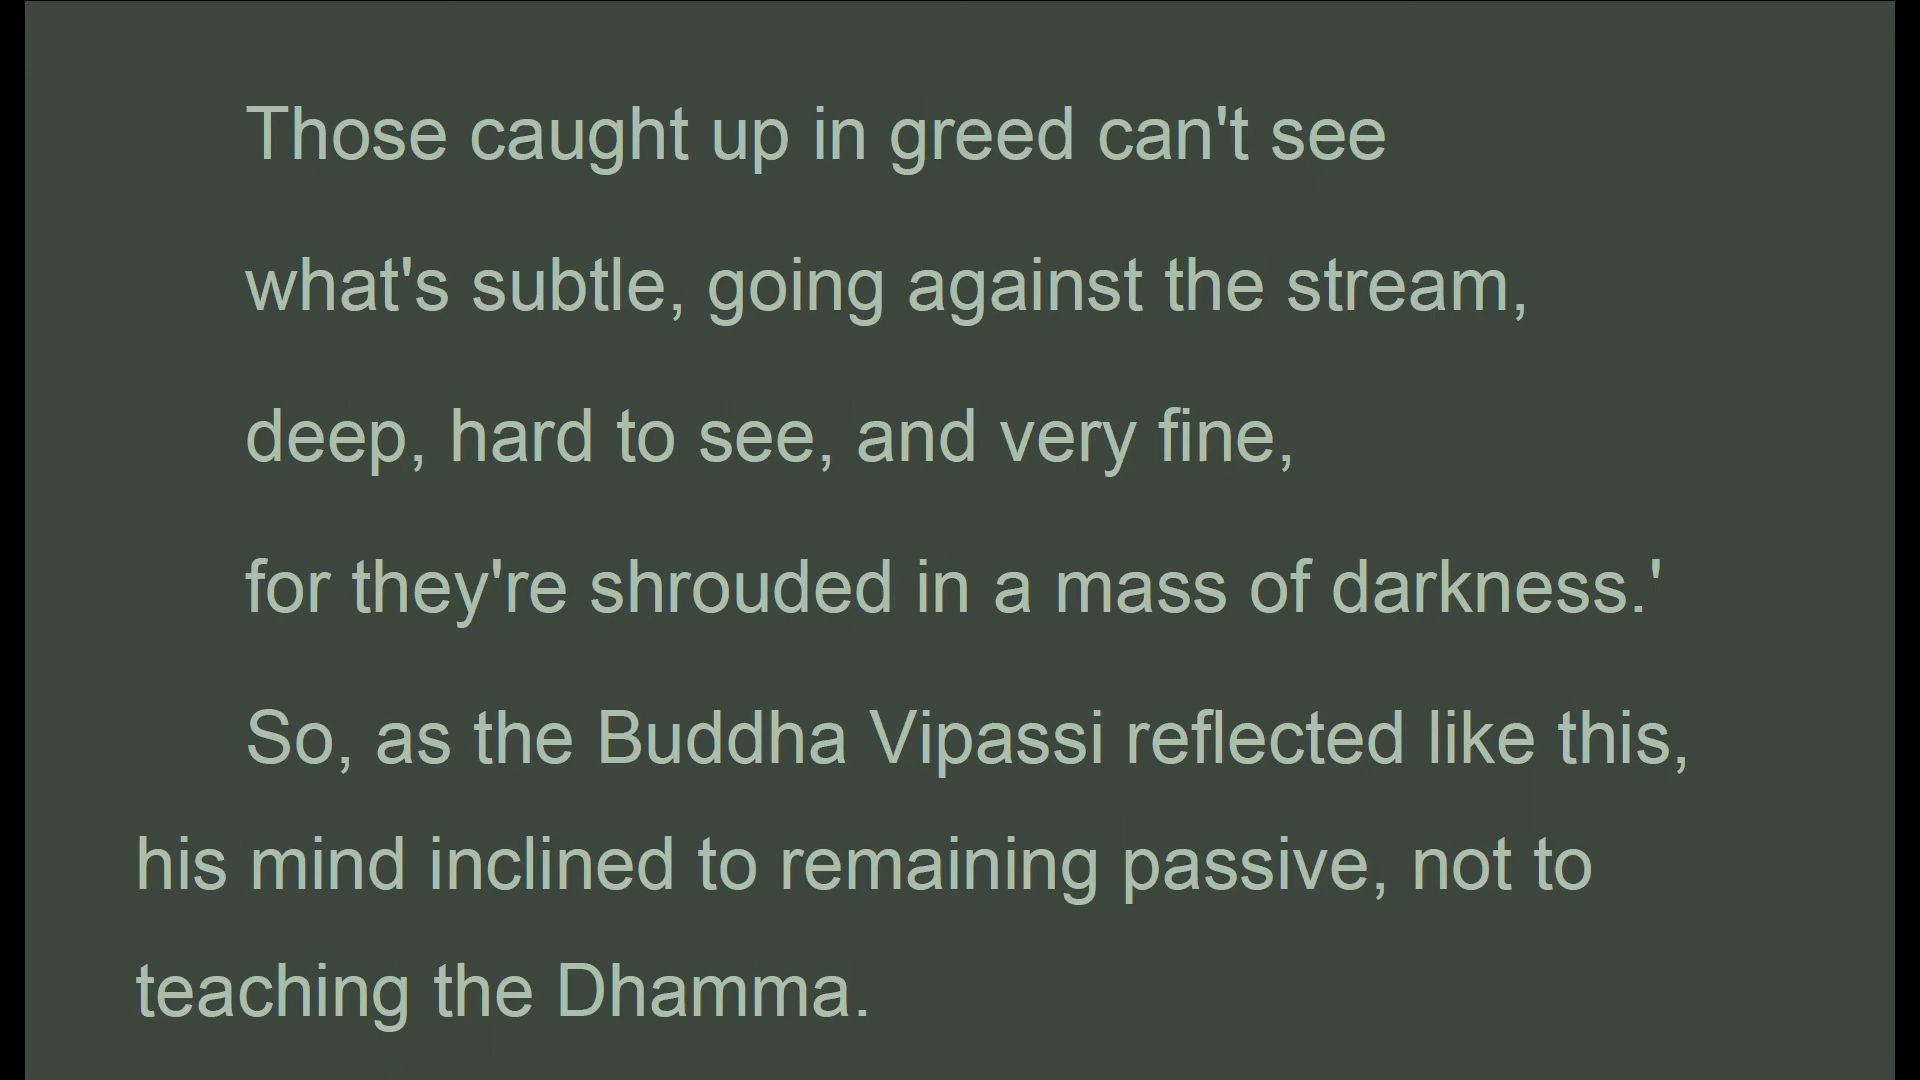 Those caught up in greed can't see
what's subtle, going against the stream,
deep, hard to see, and very fine,
for they're shrouded in a mass of darkness.'
So, as the Buddha Vipassi reflected like this,
his mind inclined to remaining passive, not to
teaching the Dhamma.